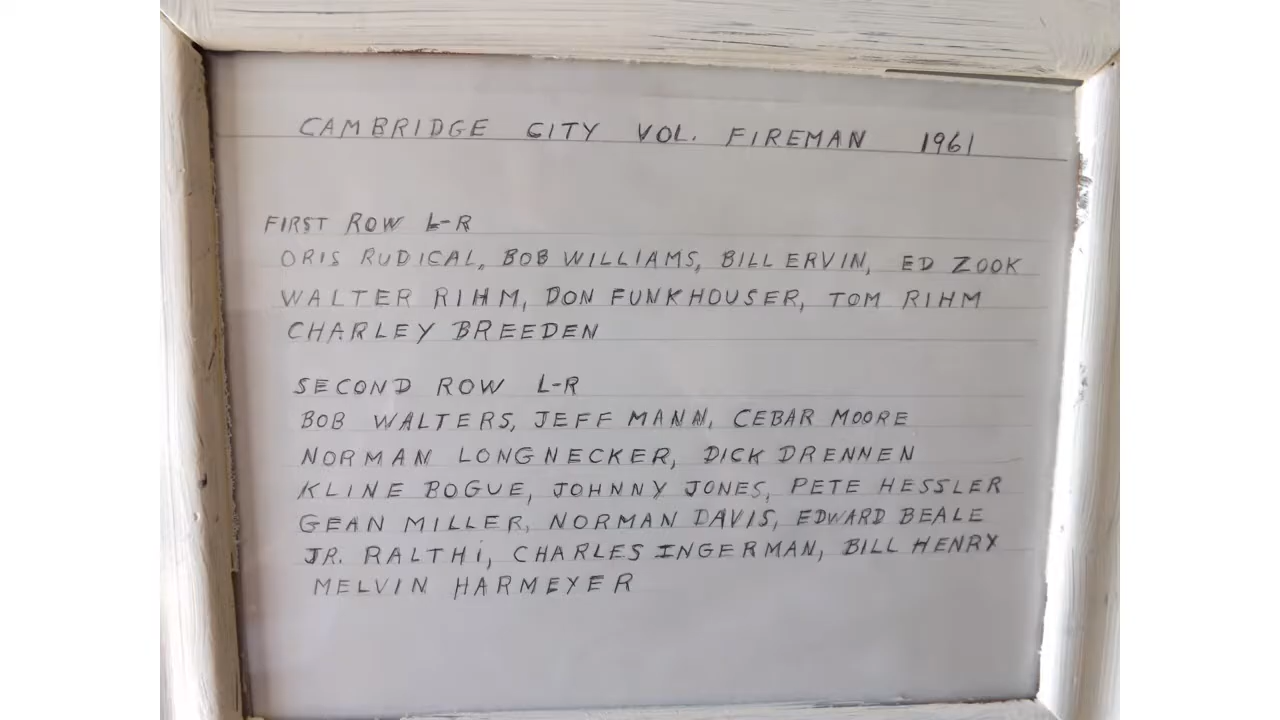 CAMBRIDGE CITY VOL. FIREMAN 1961
FIRST ROW L-R
ORIS RUDICAL, BOB WILLIAMS, BILL ERVIN, ED ZOOK
WALTER RIHM, DON FUNKHOUSER, TOM RIHM
CHARLEY BREEDEN
SECOND ROW L-R
BOB WALTERS, JEFF MANN, CEBAR MOORE
NORMAN LONGNECKER, DICK DRENNEN
KLINE BOGUE, JOHNNY JONES, PETE HESSLER
GEAN MILLER, NORMAN DAVIS, EDWARD BEALE
JR. RALTHI, CHARLES INGERMAN, BILL HENRY
MELVIN HARMEYER